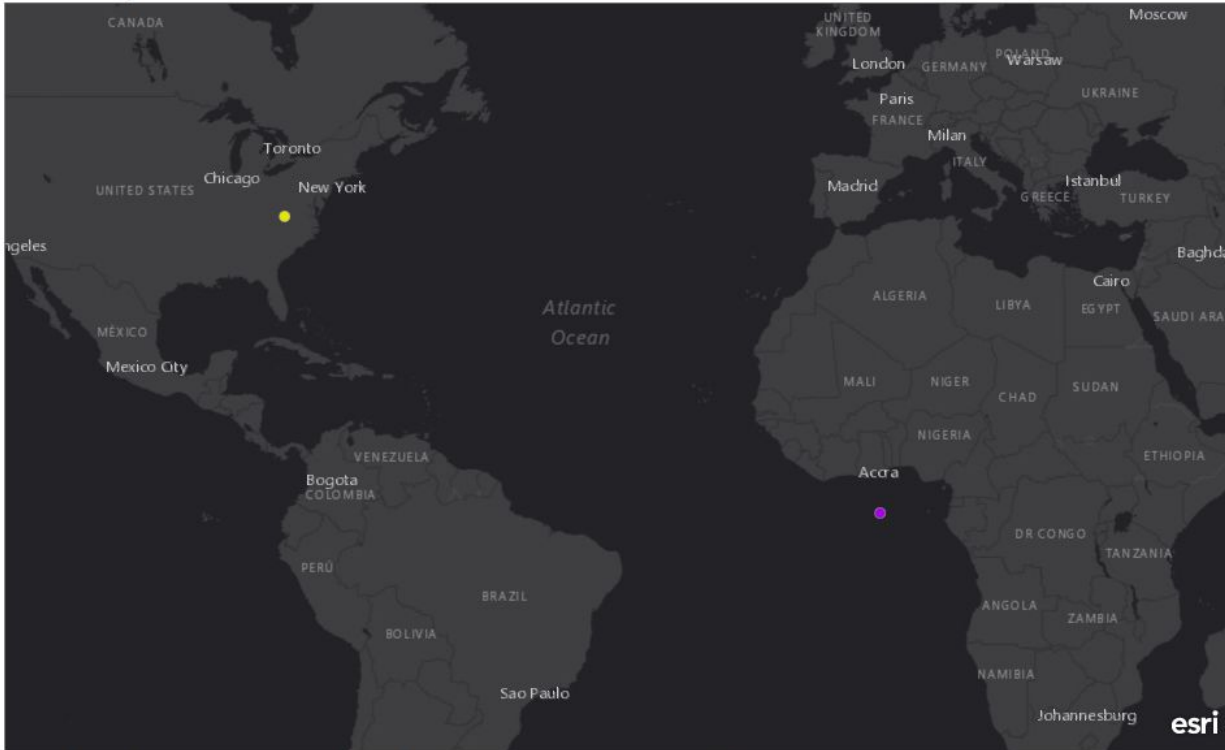 CANADA
UNITED
KINGDOM
Moscow
London
GERMANY
POLAND
Warsaw
Paris
UKRAINE
FRANCE
Milan
Toronto
ITALY
Chicago
New York
UNITED STATES
Madrid
Istanbul
GREECE
TURKEY
ngeles
Baghda
Cairo
ALGERIA
LIBYA
EGYPT
SAUDI ARA
Atlantic
Ocean
MÉXICO
Mexico City
MALI
NIGER
CHAD
SUDAN
NIGERIA
VENEZUELA
ETHIOPIA
Accra
Bogota
COLOMBIA
DR CONGO
TANZANIA
PERÚ
BRAZIL
ANGOLA
ZAMBIA
BOLIVIA
NAMIBIA
Sao Paulo
Johannesburg
esri